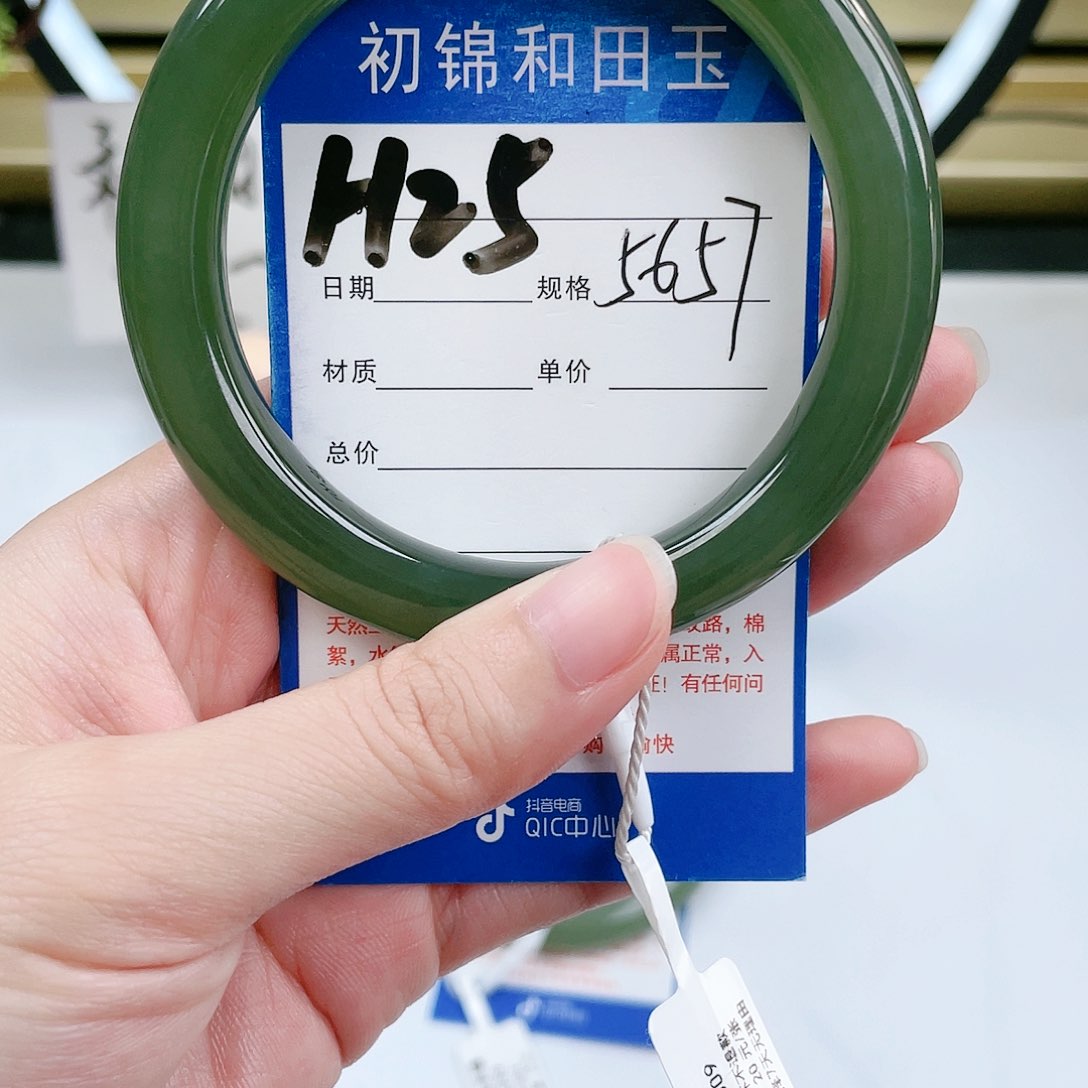 初锦和田玉
H25
日期 规格 5657
材质 单价
总价
天然 纹路，棉
絮，水 属正常，入
证！有任何问
购 愉快
抖音电商
QIC中心